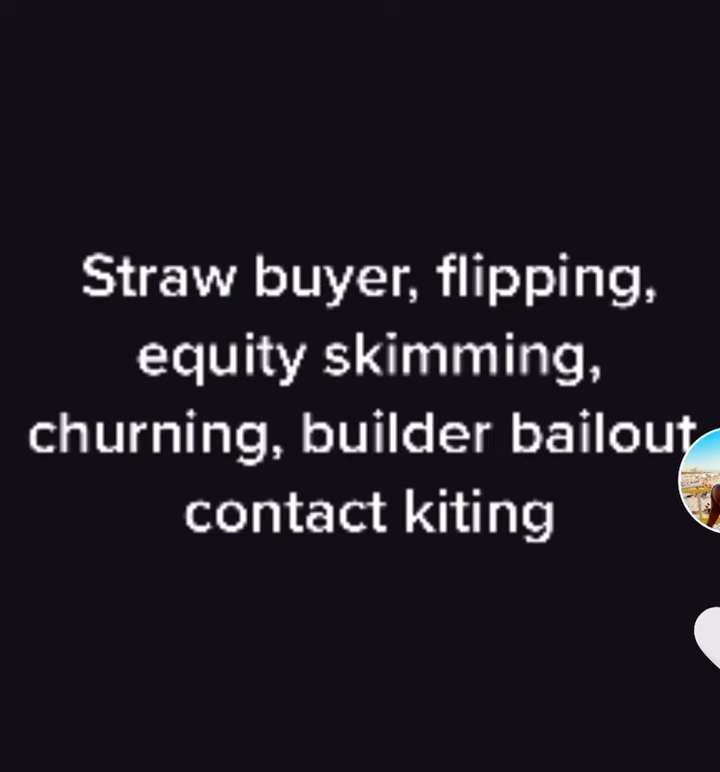 Straw buyer, flipping,
equity skimming,
churning, builder bailout
contact kiting